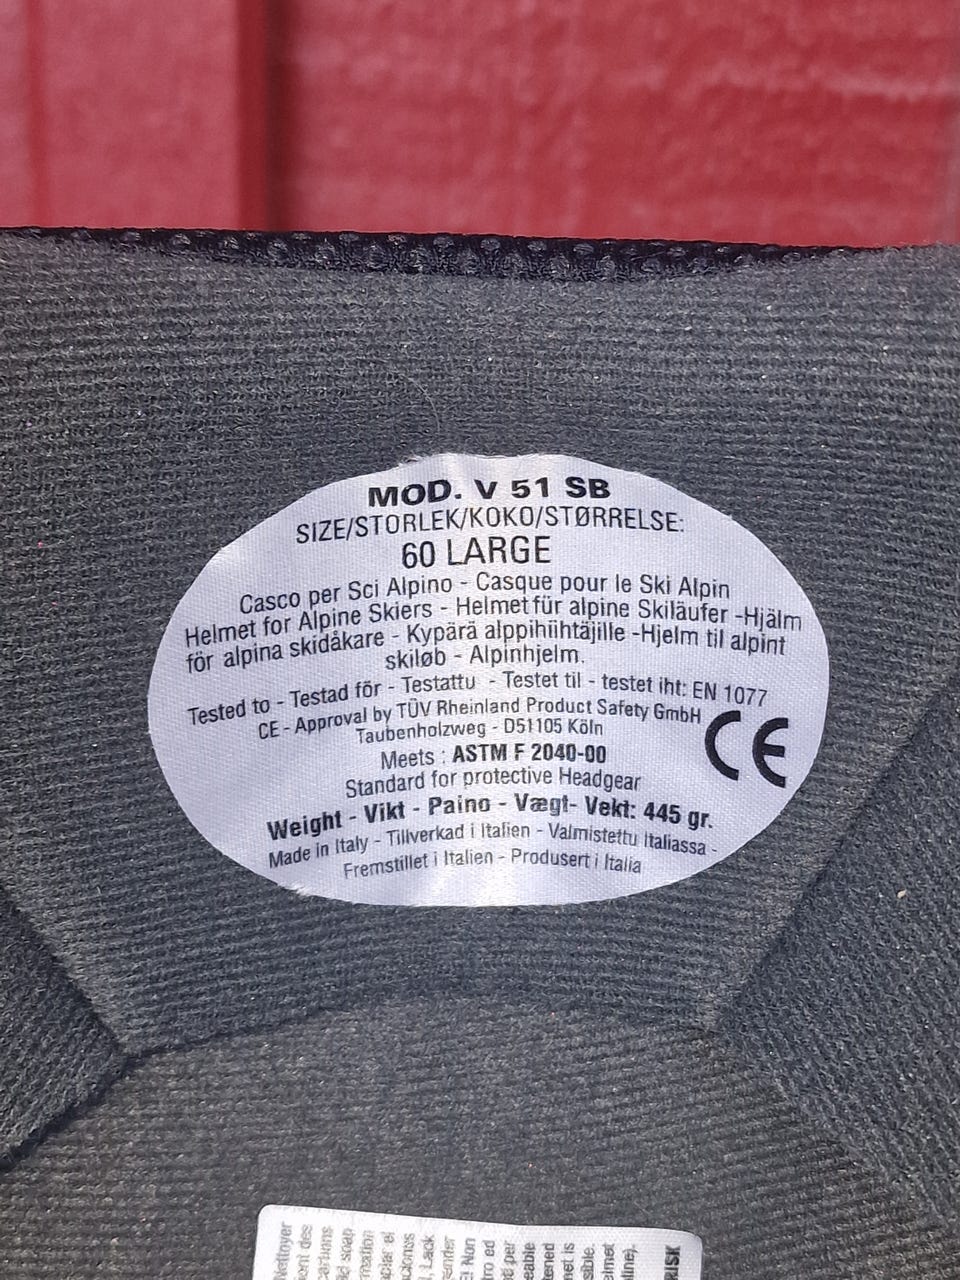 MOD. V 51 SB
SIZE/STORLEK/KOKO/STØRRELSE:
60 LARGE
Casco per Sci Alpino - Casque pour le Ski Alpin
Helmet for Alpine Skiers - Helmet für alpine Skiläufer -Hjälm
för alpina skidåkare - Kypärä alppihiihtäjille -Hjelm til alpint
skiløb - Alpinhjelm.
Tested to - Testad för - Testattu - Testet til - testet iht: EN 1077
CE - Approval by TÜV Rheinland Product Safety GmbH
Taubenholzweg - D51105 Köln
CE
Meets : ASTM F 2040-00
Standard for protective Headgear
Weight - Vikt - Paino - Vægt- Vekt: 445 gr.
Made in Italy - Tillverkad i Italien - Valmistettu Italiassa -
Fremstillet i Italien - Produsert i Italia
Nettoyer